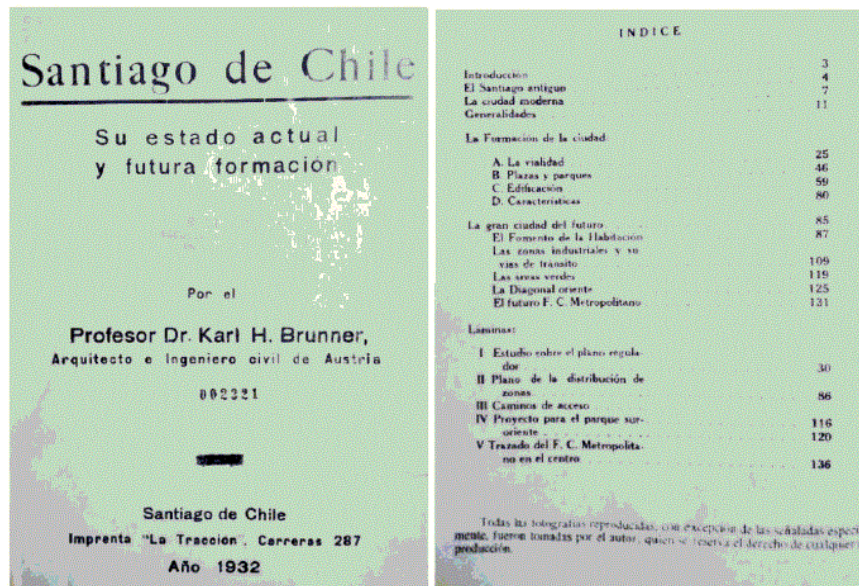 Santiago de Chile
Su estado actual
y futura formación
Por el
Profesor Dr. Karl H. Brunner,
Arquitecto e Ingeniero civil de Austria
002321
Santiago de Chile
Imprenta "La Traccion", Carreras 287
Año 1932
INDICE
Introducción 3
El Santiago antiguo 4
La ciudad moderna 7
Generalidades 11
La Formación de la ciudad:
A. La vialidad 25
B. Plazas y parques 46
C. Edificación 59
D. Características 80
La gran ciudad del futuro 85
El Fomento de la Habitación 87
Las zonas industriales y su
vias de tránsito 109
Las áreas verdes 119
La Diagonal oriente 125
El futuro F. C. Metropolitano 131
Láminas:
I Estudio sobre el plano regula-
dor 30
II Plano de la distribución de
zonas 86
III Caminos de acceso
IV Proyecto para el parque sur- 116
oriente 120
V Trazado del F. C. Metropolita-
no en el centro 136
Todas las fotografías reproducidas, con excepción de las señaladas especi
mente, fueron tomadas por el autor, quien se reserva el derecho de cualquier
producción.